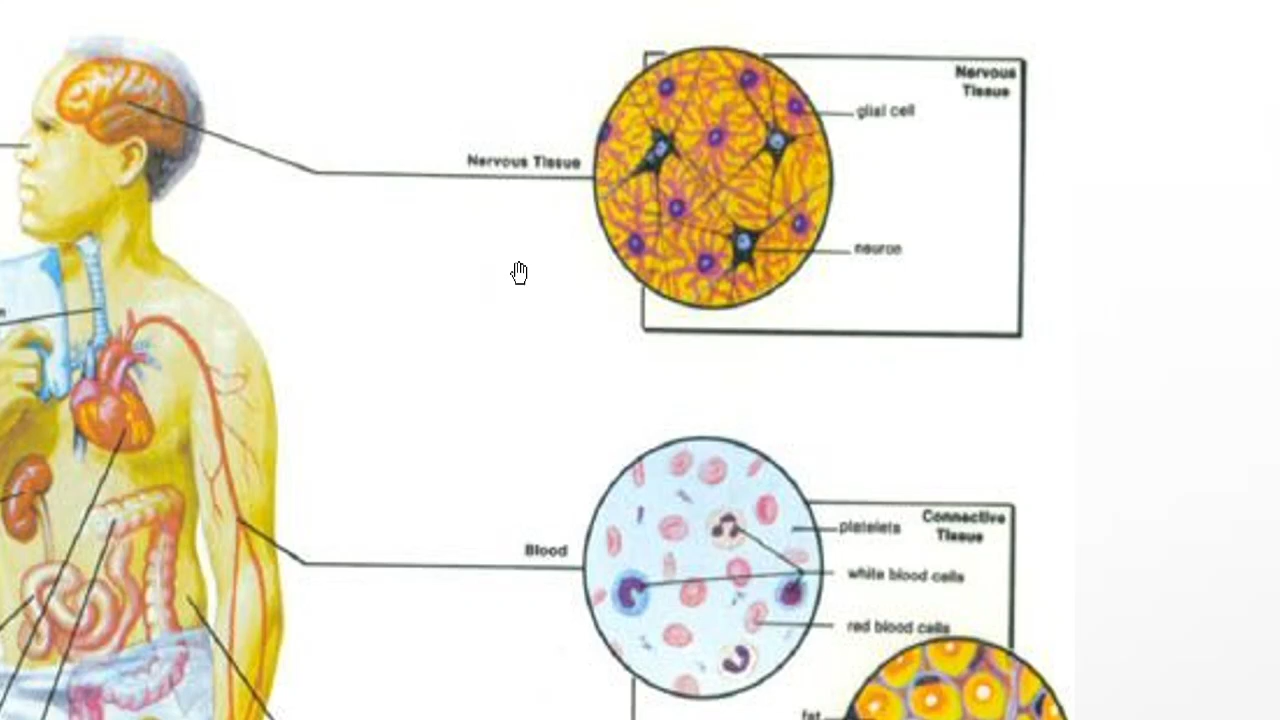 Nervous
Tissue
glial cell
Nervous Tissue
neuron
Connective
Tissue
platelets
Blood
white blood cells
red blood cells
fat